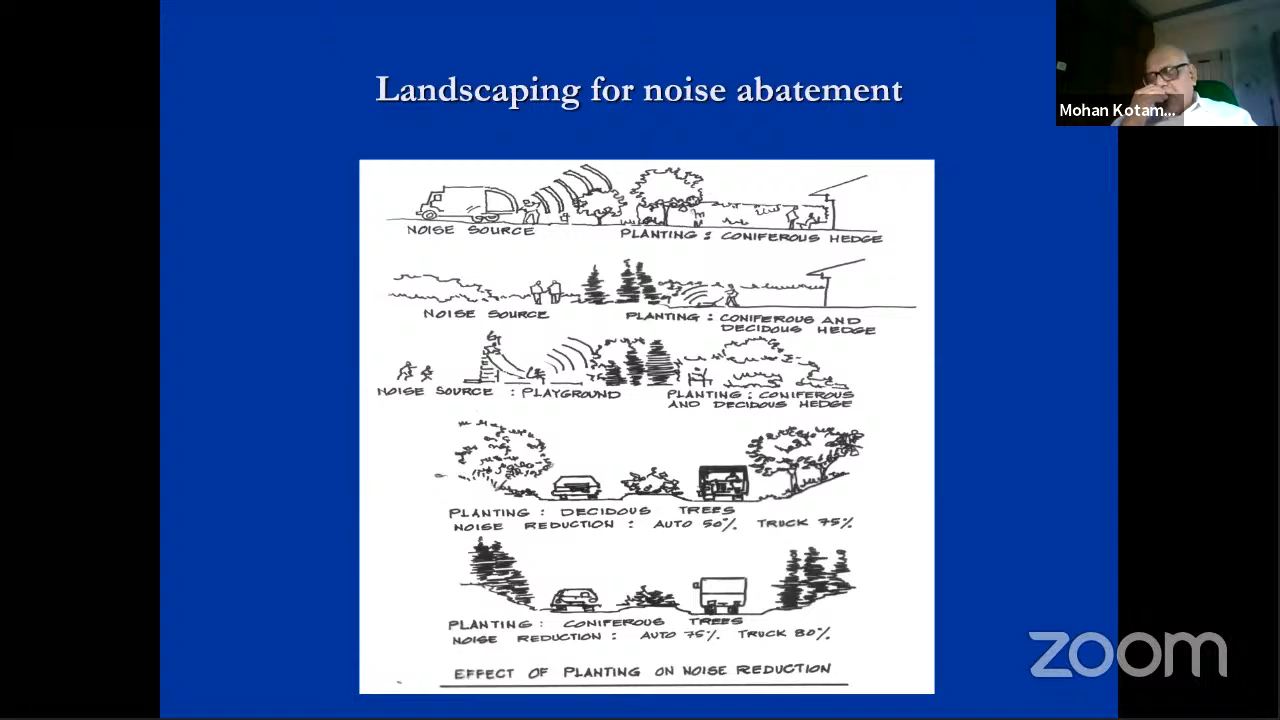 Landscaping for noise abatement
Mohan Kotam...
NOISE SOURCE
PLANTING : CONIFEROUS HEDGE
NOISE SOURCE
PLANTING : CONIFEROUS AND
DECIDOUS HEDGE
NOISE SOURCE : PLAYGROUND
PLANTING : CONIFEROUS
AND DECIDOUS HEDGE
PLANTING : DECIDOUS TREES
NOISE REDUCTION : AUTO 50% TRUCK 75%
PLANTING : CONIFEROUS TREES
NOISE REDUCTION : AUTO 75% TRUCK 80%
EFFECT OF PLANTING ON NOISE REDUCTION
zoom